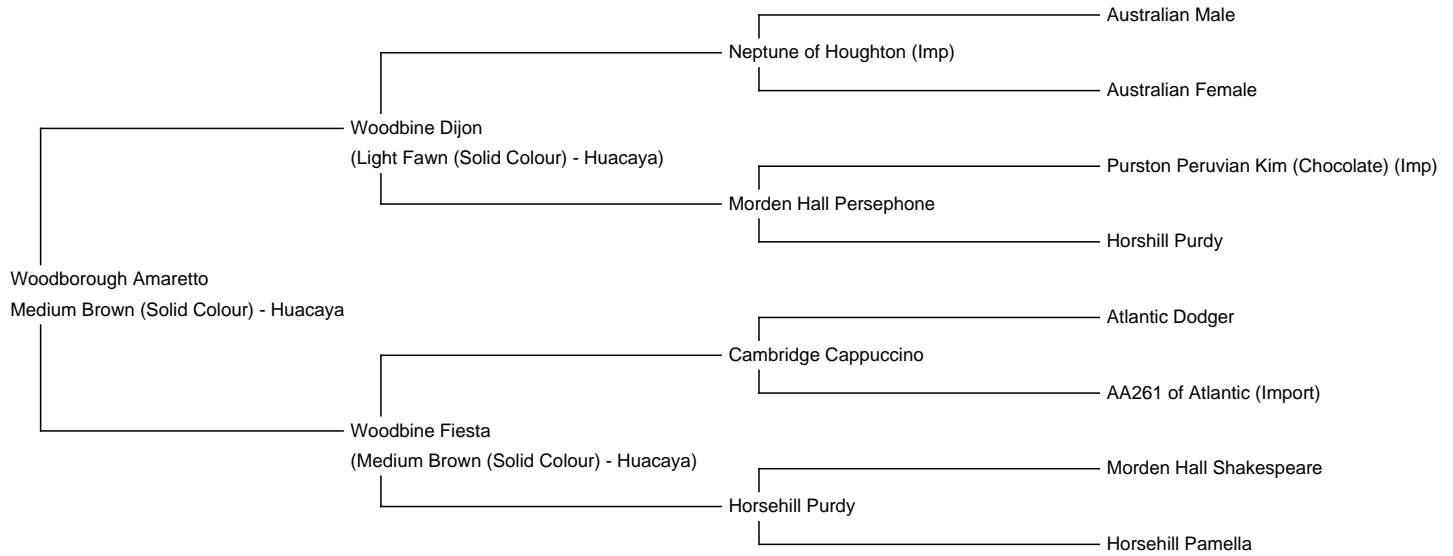 Australian Male
Neptune of Houghton (Imp)
Australian Female
Woodbine Dijon
(Light Fawn (Solid Colour) - Huacaya)
Purston Peruvian Kim (Chocolate) (Imp)
Morden Hall Persephone
Horshill Purdy
Woodborough Amaretto
Medium Brown (Solid Colour) - Huacaya
Atlantic Dodger
Cambridge Cappuccino
AA261 of Atlantic (Import)
Woodbine Fiesta
(Medium Brown (Solid Colour) - Huacaya)
Morden Hall Shakespeare
Horsehill Purdy
Horsehill Pamella